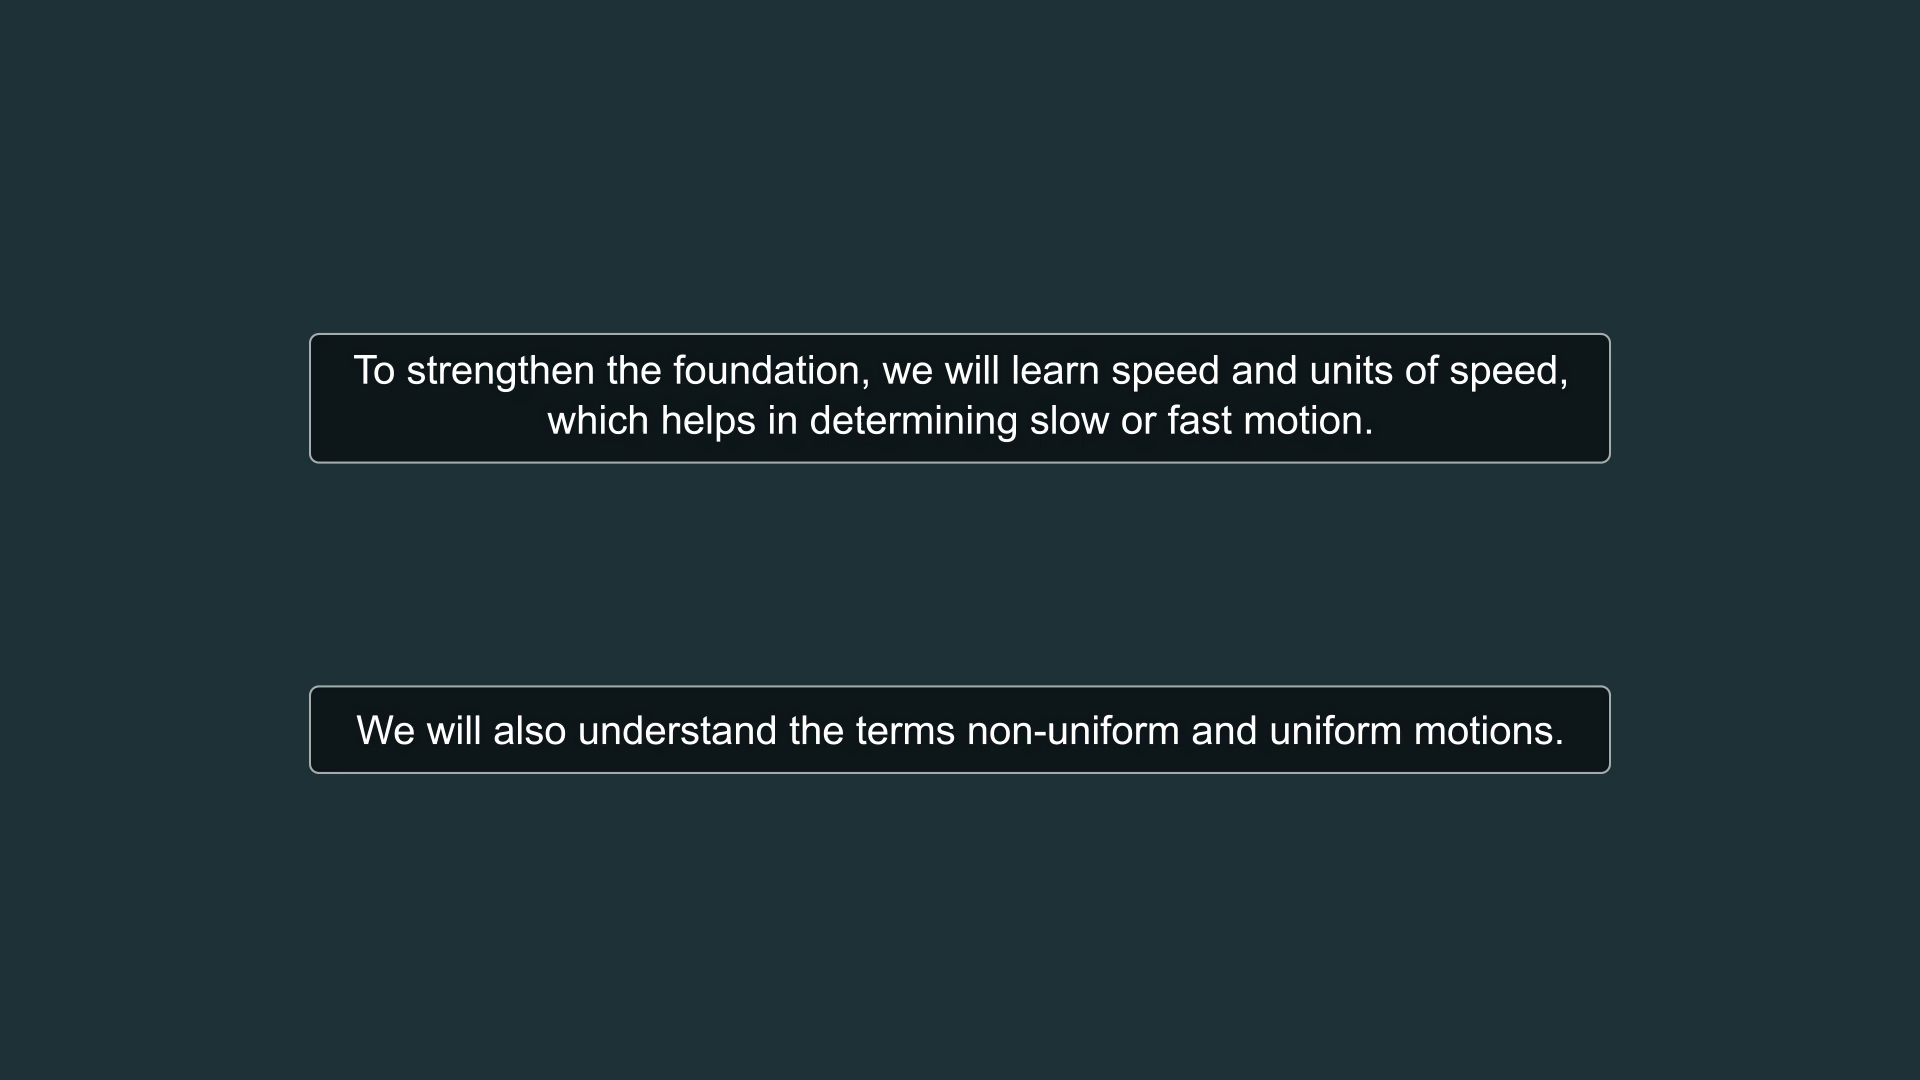 To strengthen the foundation, we will learn speed and units of speed,
which helps in determining slow or fast motion.
We will also understand the terms non-uniform and uniform motions.